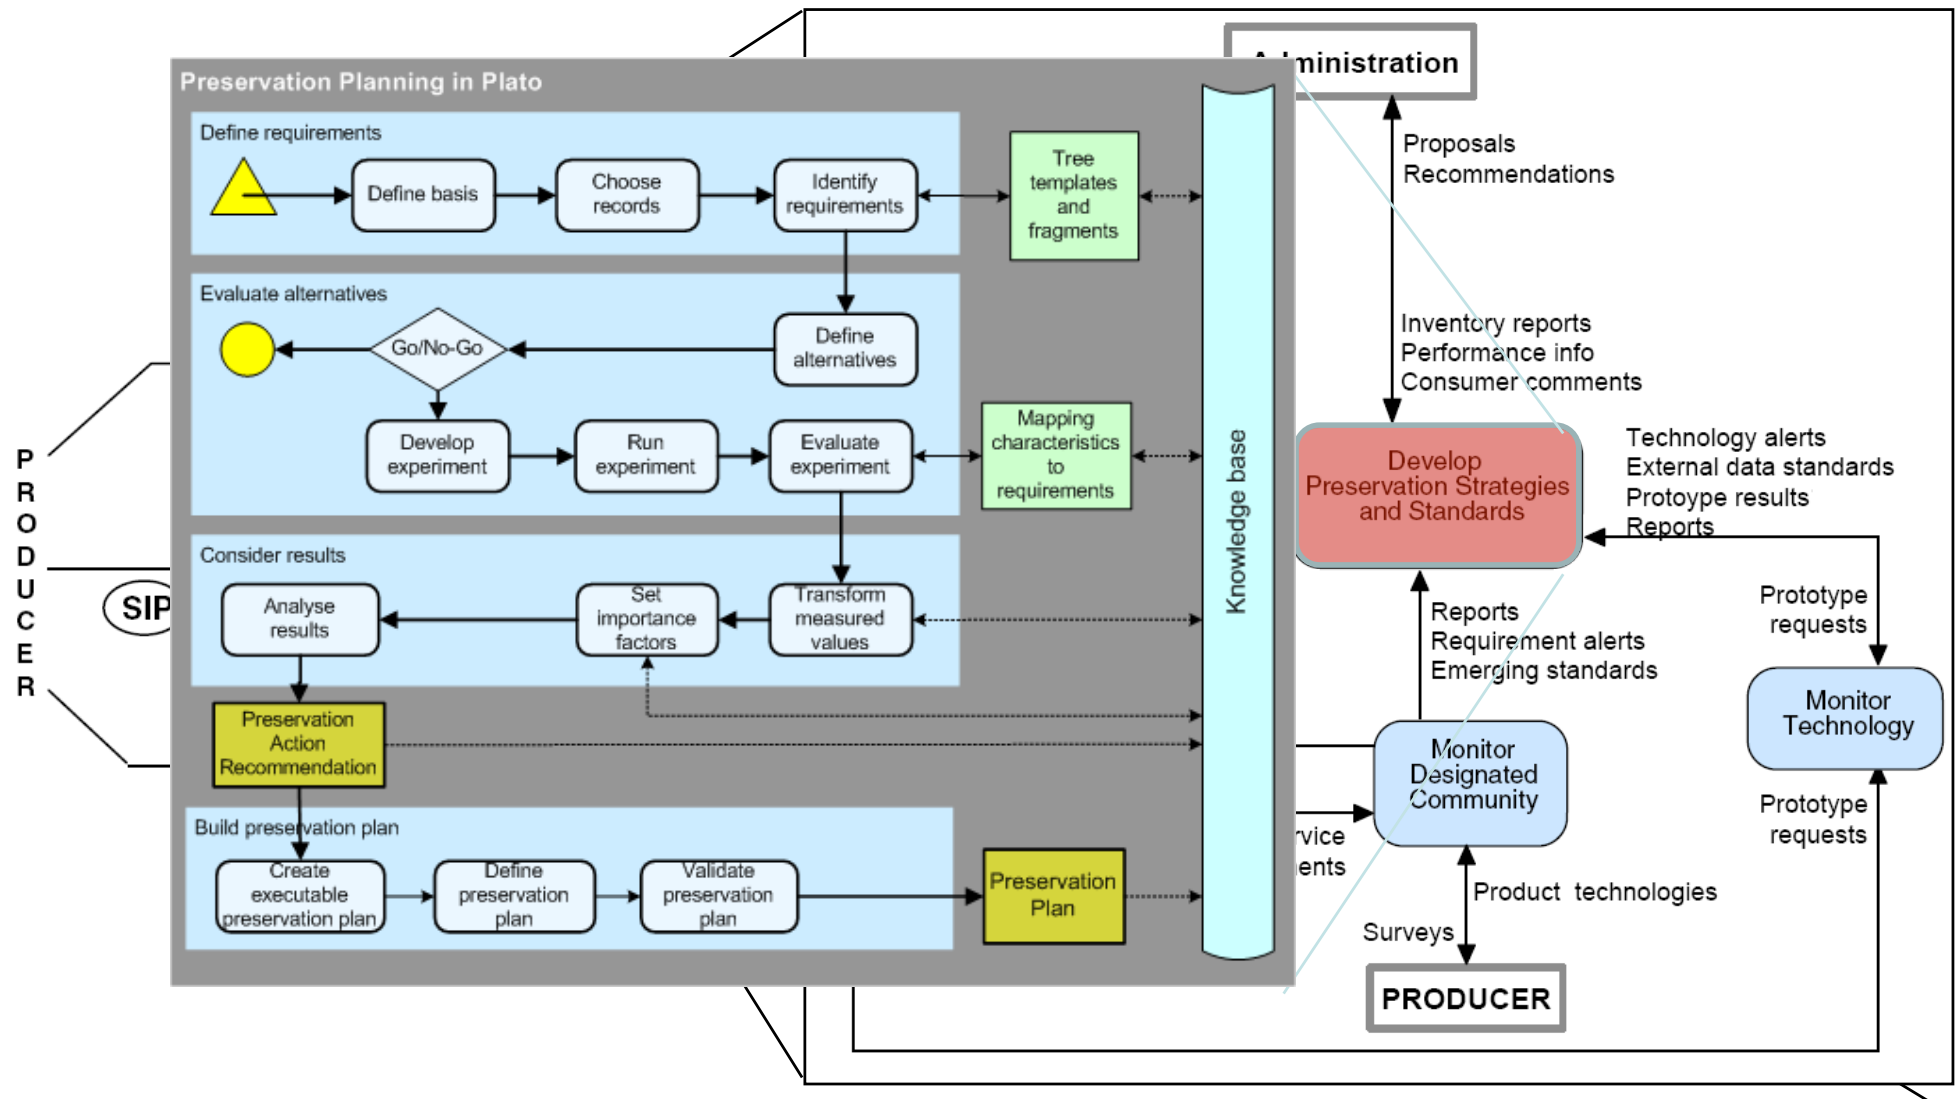 Administration
Preservation Planning in Plato
Define requirements
Define basis
Choose
records
Identify
requirements
Tree
templates
and
fragments
Proposals
Recommendations
Evaluate alternatives
Go/No-Go
Define
alternatives
Inventory reports
Performance info
Consumer comments
Develop
experiment
Run
experiment
Evaluate
experiment
Mapping
characteristics
to
requirements
Knowledge base
Develop
Preservation Strategies
and Standards
Technology alerts
External data standards
Protoype results
Reports
PRODUCER
SIP
Consider results
Analyse
results
Set
importance
factors
Transform
measured
values
Reports
Requirement alerts
Emerging standards
Prototype
requests
Monitor
Technology
Preservation
Action
Recommendation
Monitor
Designated
Community
Prototype
requests
rvice
ents
Build preservation plan
Create
executable
preservation plan
Define
preservation
plan
Validate
preservation
plan
Preservation
Plan
Product technologies
Surveys
PRODUCER